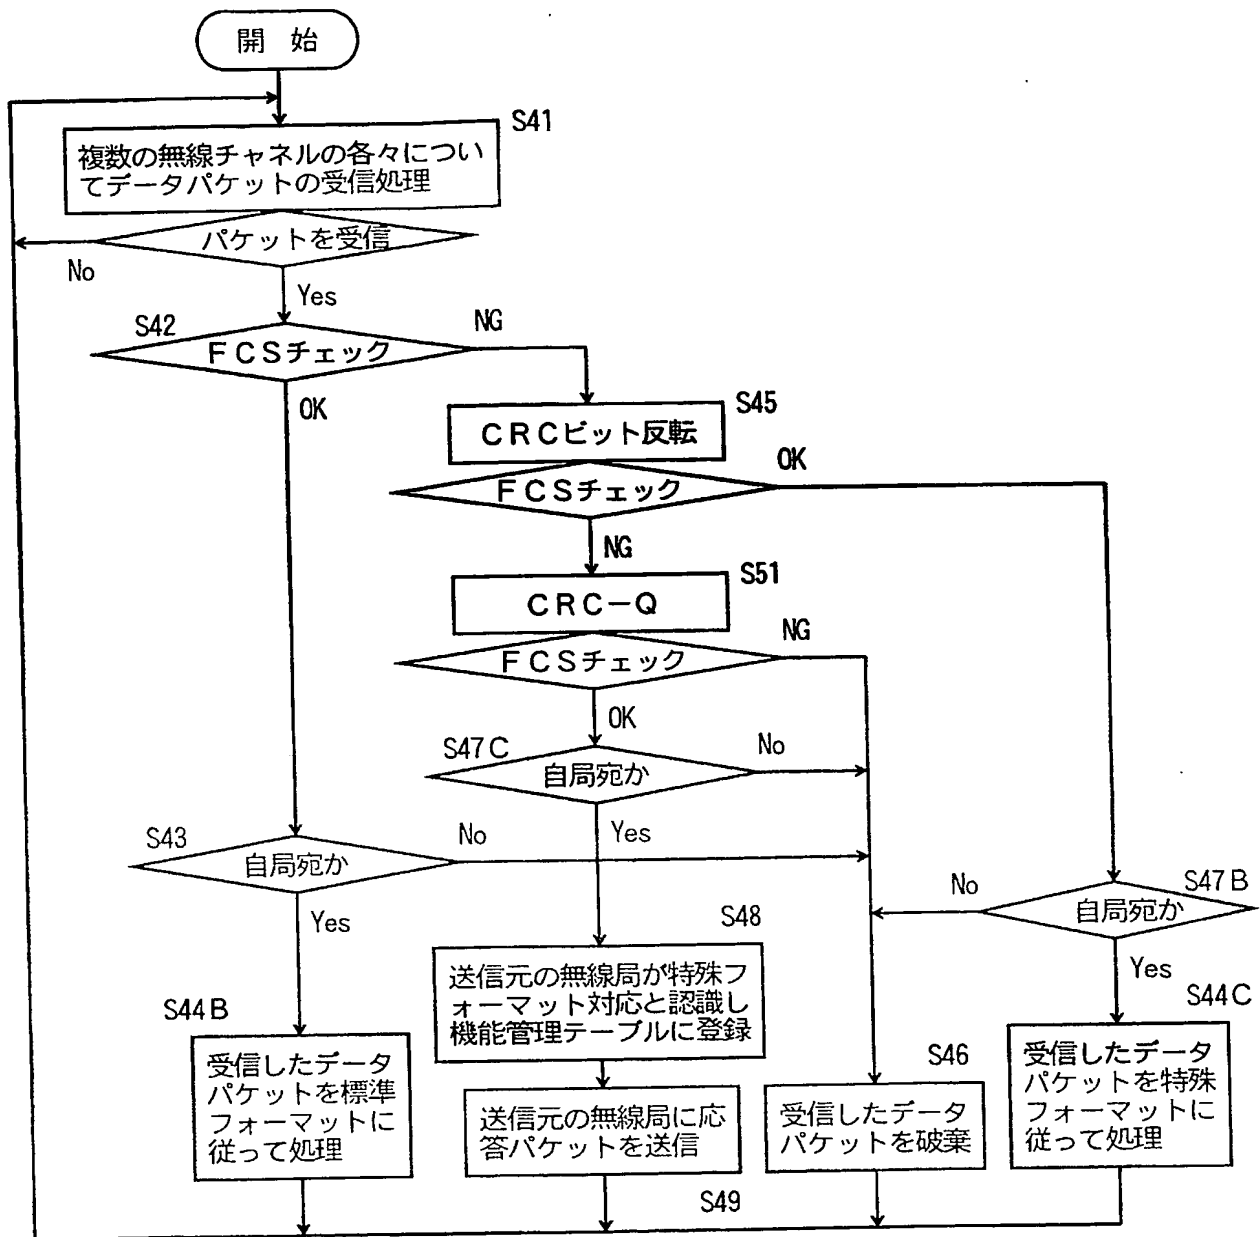 開 始
S41
複数の無線チャネルの各々につい
てデータパケットの受信処理
パケットを受信
No
Yes
S42
NG
FCSチェック
OK
S45
CRCビット反転
OK
FCSチェック
NG
S51
CRC-Q
NG
FCSチェック
OK
S47C
No
自局宛か
S43
No
Yes
自局宛か
No
S47B
自局宛か
Yes
S48
Yes
送信元の無線局が特殊フ
ォーマット対応と認識し
機能管理テーブルに登録
S44B
S44C
受信したデータ
パケットを標準
フォーマットに
従って処理
S46
受信したデータ
パケットを特殊
フォーマットに
従って処理
送信元の無線局に応
答パケットを送信
受信したデータ
パケットを破棄
S49